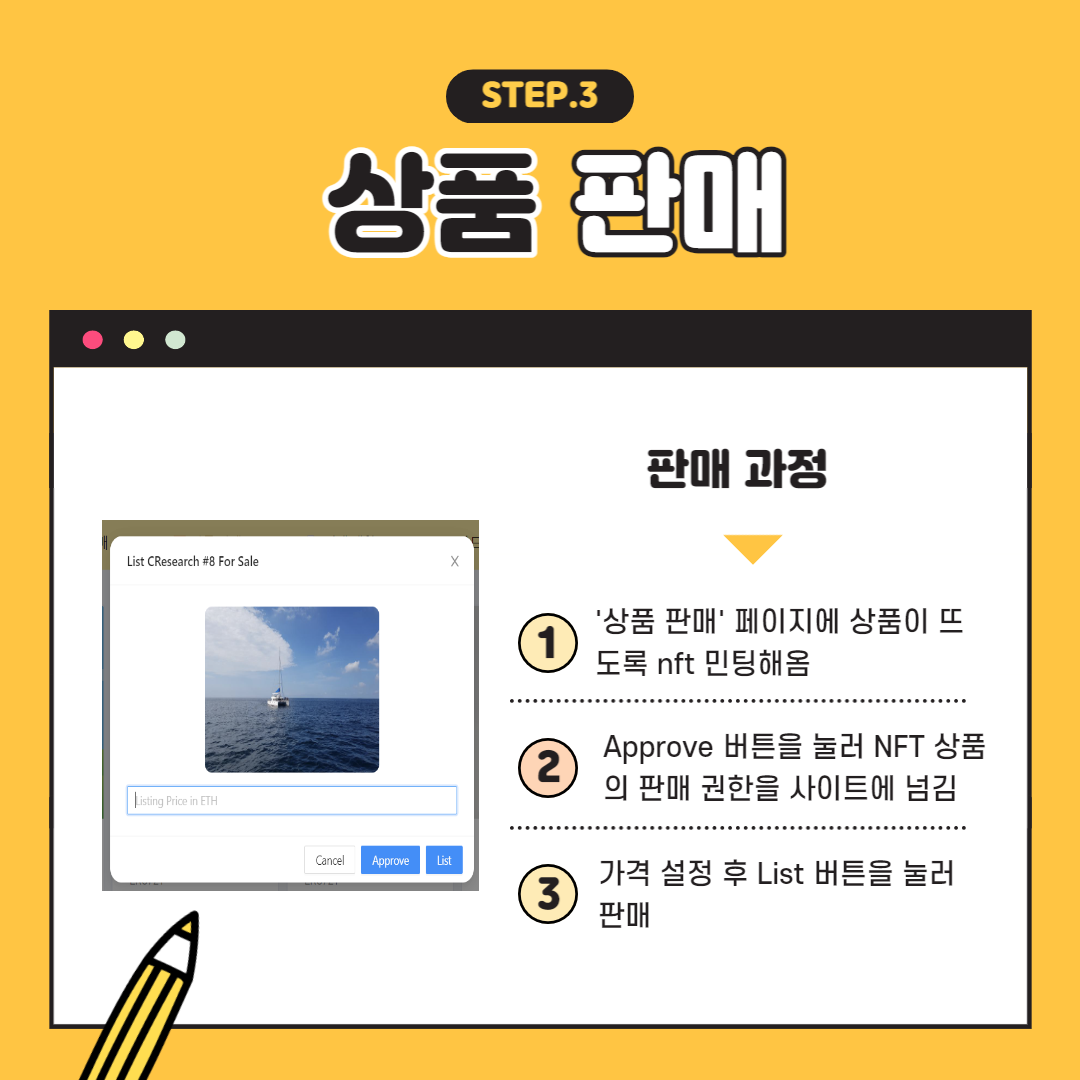 STEP.3
상품 판매
판매 과정
List CResearch #8 For Sale
X
Listing Price in ETH
Cancel
Approve
List
1
'상품 판매' 페이지에 상품이 뜨
도록 nft 민팅해옴
2
Approve 버튼을 눌러 NFT 상품
의 판매 권한을 사이트에 넘김
3
가격 설정 후 List 버튼을 눌러
판매